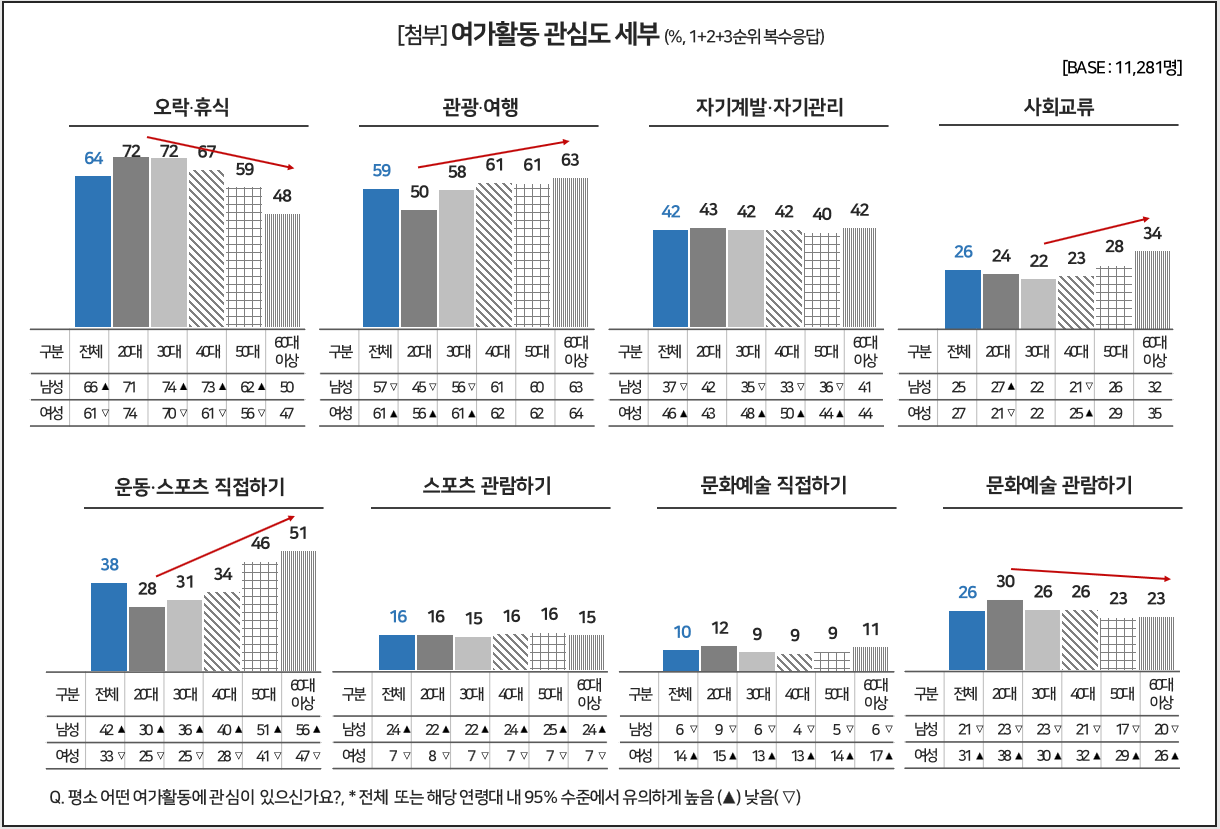 [첨부] 여가활동 관심도 세부 (%, 1+2+3순위 복수응답)
[BASE : 11,281명]
오락·휴식
64 72 72 67 59 48
구분 전체 20대 30대 40대 50대 60대 이상
남성 66▲ 71 74▲ 73▲ 62▲ 50
여성 61▽ 74 70▽ 61▽ 56▽ 47
관광·여행
59 50 58 61 61 63
구분 전체 20대 30대 40대 50대 60대 이상
남성 57▽ 45▽ 56▽ 61 60 63
여성 61▲ 56▲ 61▲ 62 62 64
자기계발·자기관리
42 43 42 42 40 42
구분 전체 20대 30대 40대 50대 60대 이상
남성 37▽ 42 35▽ 33▽ 36▽ 41
여성 46▲ 43 48▲ 50▲ 44▲ 44
사회교류
26 24 22 23 28 34
구분 전체 20대 30대 40대 50대 60대 이상
남성 25 27▲ 22 21▽ 26 32
여성 27 21▽ 22 25▲ 29 35
운동·스포츠 직접하기
38 28 31 34 46 51
구분 전체 20대 30대 40대 50대 60대 이상
남성 42▲ 30▲ 36▲ 40▲ 51▲ 56▲
여성 33▽ 25▽ 25▽ 28▽ 41▽ 47▽
스포츠 관람하기
16 16 15 16 16 15
구분 전체 20대 30대 40대 50대 60대 이상
남성 24▲ 22▲ 22▲ 24▲ 25▲ 24▲
여성 7▽ 8▽ 7▽ 7▽ 7▽ 7▽
문화예술 직접하기
10 12 9 9 9 11
구분 전체 20대 30대 40대 50대 60대 이상
남성 6▽ 9▽ 6▽ 4▽ 5▽ 6▽
여성 14▲ 15▲ 13▲ 13▲ 14▲ 17▲
문화예술 관람하기
26 30 26 26 23 23
구분 전체 20대 30대 40대 50대 60대 이상
남성 21▽ 23▽ 23▽ 21▽ 17▽ 20▽
여성 31▲ 38▲ 30▲ 32▲ 29▲ 26▲
Q. 평소 어떤 여가활동에 관심이 있으신가요?, * 전체 또는 해당 연령대 내 95% 수준에서 유의하게 높음 (▲) 낮음( ▽)